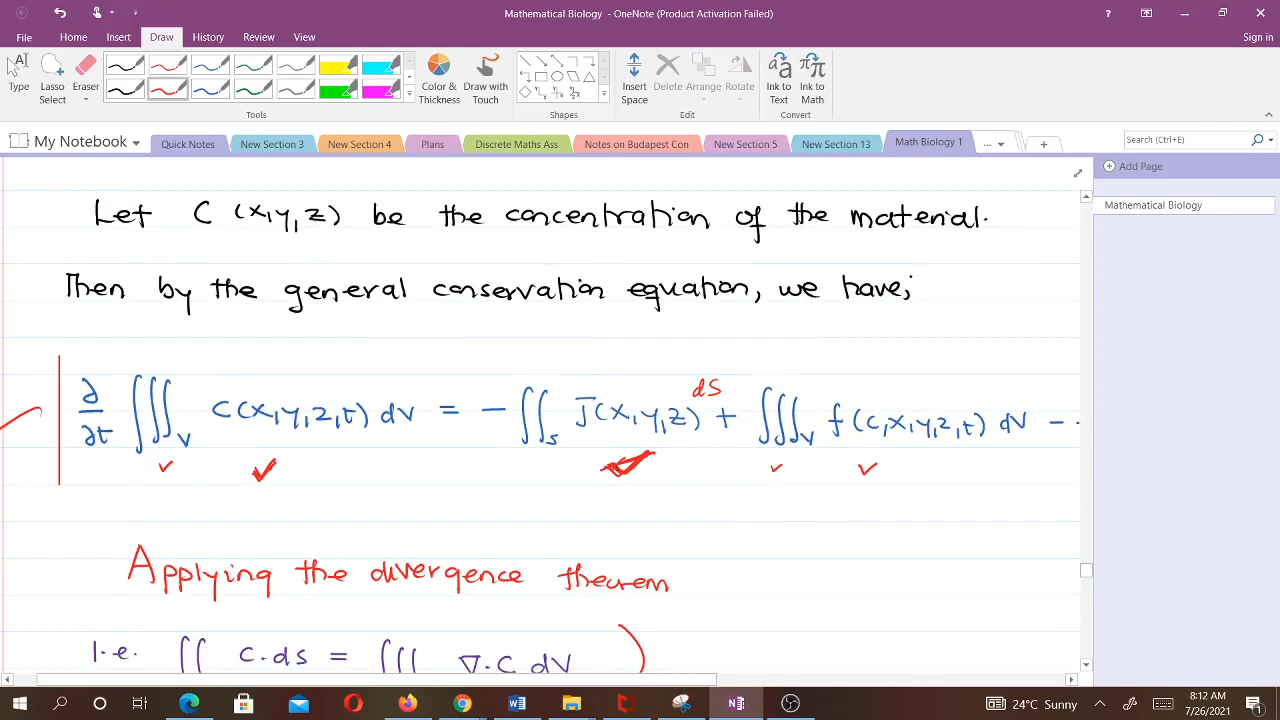 Mathematical Biology - OneNote (Product Activation Failed)
File Home Insert Draw History Review View Sign in
Type Lasso Select Eraser Color & Thickness Draw with Touch Insert Space Delete Arrange Rotate Ink to Text Ink to Math
Tools Shapes Edit Convert
My Notebook Quick Notes New Section 3 New Section 4 Plans Discrete Maths Ass Notes on Budapest Con New Section 5 New Section 13 Math Biology 1 ... Search (Ctrl+E)
Add Page
Mathematical Biology
Let C (x,y,z) be the concentration of the material.
Then by the general conservation equation, we have;
∂/∂t ∭_V C(x,y,z,t) dV = - ∬_S J(x,y,z) dS + ∭_V f(c,x,y,z,t) dV - -
Applying the divergence theorem
I.e. ∬ C.ds = ∭ ∇.C dV
24°C Sunny 8:12 AM
7/26/2021